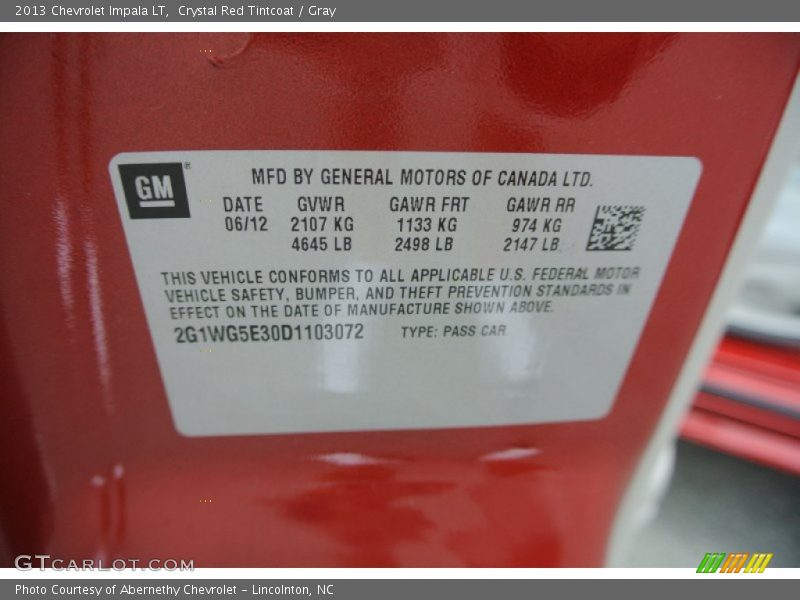 2013 Chevrolet Impala LT,  Crystal Red Tintcoat / Gray
GM®
MFD BY GENERAL MOTORS OF CANADA LTD.
DATE GVWR GAWR FRT GAWR RR
06/12 2107 KG 1133 KG 974 KG
4645 LB 2498 LB 2147 LB
THIS VEHICLE CONFORMS TO ALL APPLICABLE U.S. FEDERAL MOTOR
VEHICLE SAFETY, BUMPER, AND THEFT PREVENTION STANDARDS IN
EFFECT ON THE DATE OF MANUFACTURE SHOWN ABOVE.
2G1WG5E30D1103072 TYPE: PASS CAR
GTCARLOT.COM
Photo Courtesy of Abernethy Chevrolet - Lincolnton, NC